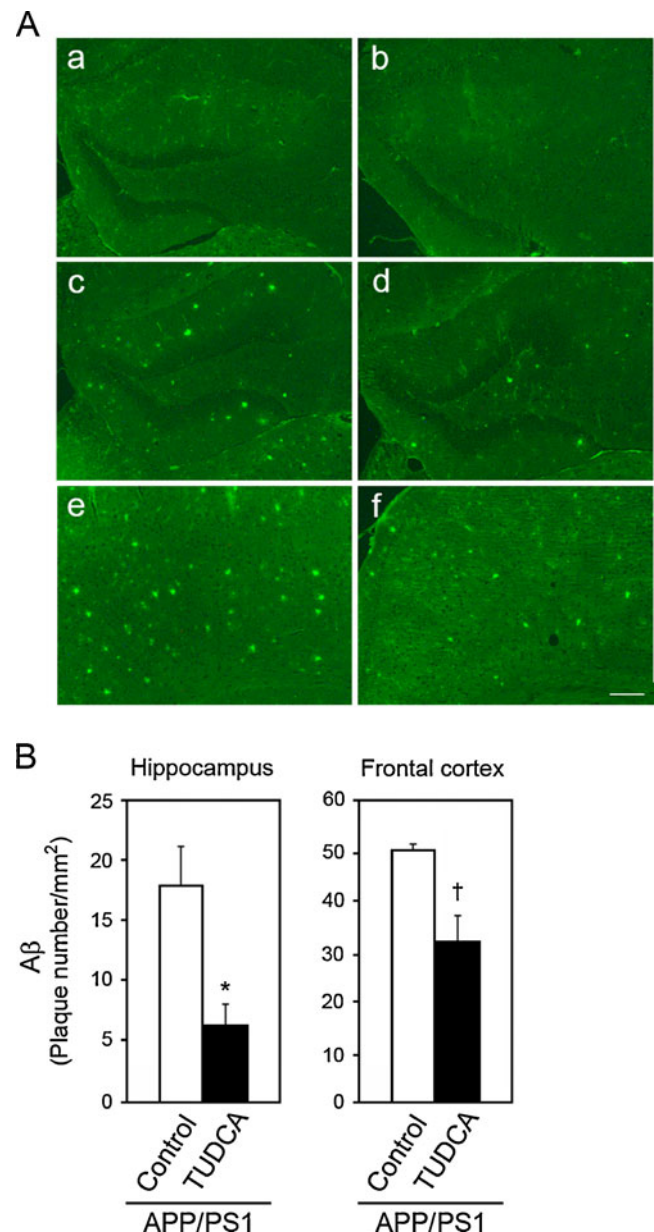 A
a
b
c
d
e
f
B
Hippocampus
Frontal cortex
Aβ
(Plaque number/mm²)
25
20
15
10
5
0
*
60
50
40
30
20
10
0
†
Control
TUDCA
APP/PS1
Control
TUDCA
APP/PS1